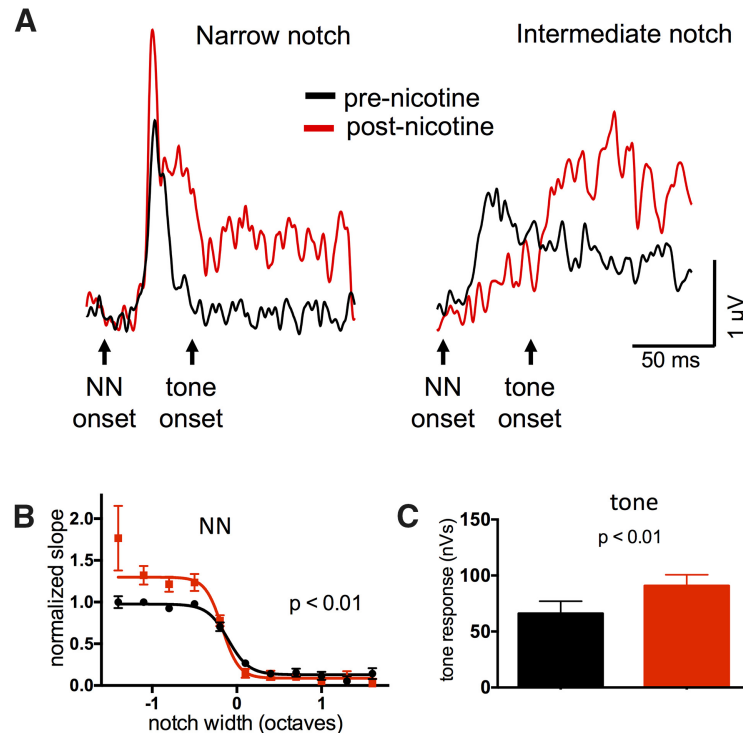 A
Narrow notch
Intermediate notch
pre-nicotine
post-nicotine
NN
onset
tone
onset
NN
onset
tone
onset
50 ms
1 µV
B
NN
p < 0.01
normalized slope
2.0
1.5
1.0
0.5
0.0
-1
0
1
notch width (octaves)
C
tone
p < 0.01
tone response (nVs)
150
100
50
0